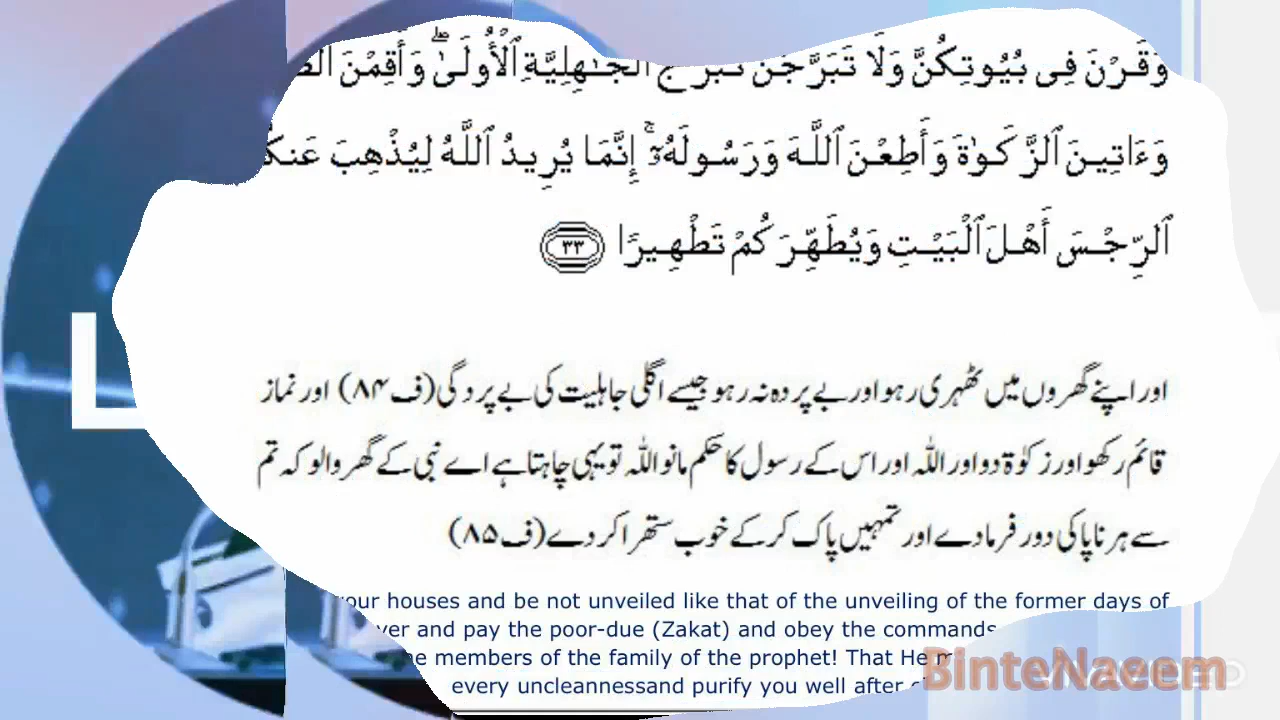 وَقَرْنَ فِى بُيُوتِكُنَّ وَلَا تَبَرَّجْنَ تَبَرُّجَ ٱلْجَـٰهِلِيَّةِ ٱلْأُولَىٰ ۖ وَأَقِمْنَ
وَءَاتِينَ ٱلزَّكَوٰةَ وَأَطِعْنَ ٱللَّهَ وَرَسُولَهُۥٓ ۚ إِنَّمَا يُرِيدُ ٱللَّهُ لِيُذْهِبَ
ٱلرِّجْسَ أَهْلَ ٱلْبَيْتِ وَيُطَهِّرَكُمْ تَطْهِيرًا ﴿٣٣﴾
اور اپنے گھروں میں ٹھہری رہو اور بے پردہ نہ رہو جیسے اگلی جاہلیت کی بے پردگی (ف ۸۴) اور نماز
قائم رکھو اور زکوٰۃ دو اور اللہ اور اس کے رسول کا حکم مانو اللہ تو یہی چاہتا ہے اے نبی کے گھر والو کہ تم
سے ہر ناپاکی دور فرما دے اور تمہیں پاک کرکے خوب ستھرا کر دے (ف ۸۵)
L
your houses and be not unveiled like that of the unveiling of the former days of
and pay the poor-due (Zakat) and obey the commands
members of the family of the prophet! That He
every uncleannessand purify you well after
BinteNaeem